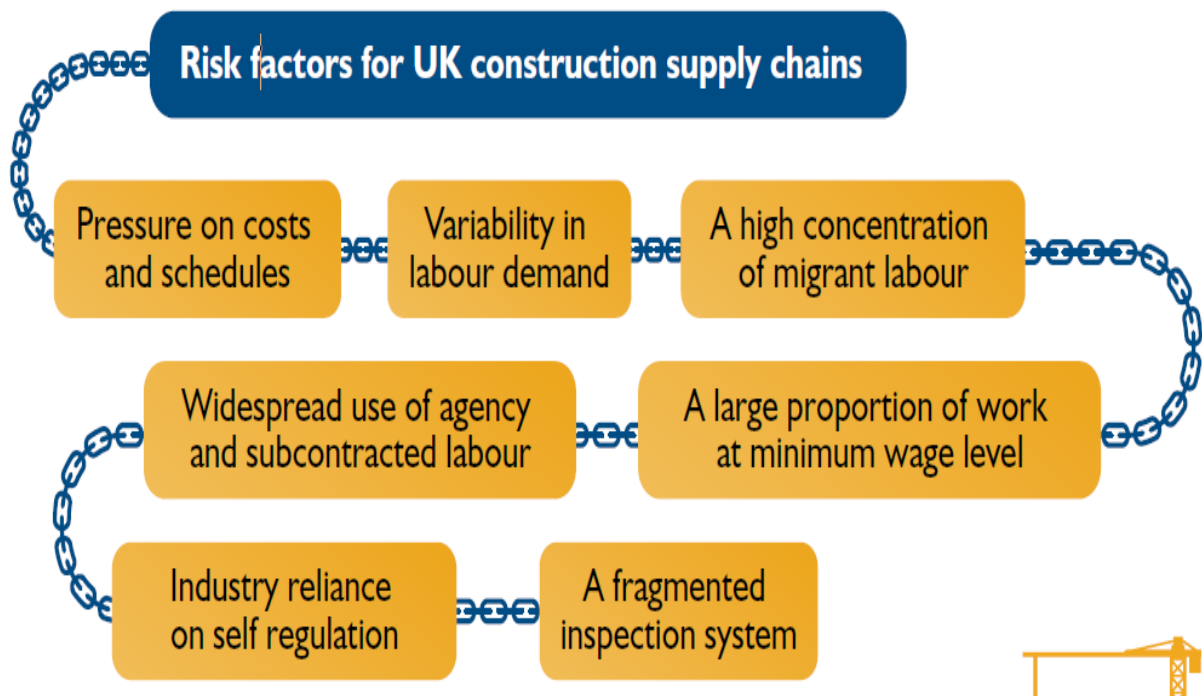 Risk factors for UK construction supply chains
Pressure on costs
and schedules
Variability in
labour demand
A high concentration
of migrant labour
A large proportion of work
at minimum wage level
Widespread use of agency
and subcontracted labour
Industry reliance
on self regulation
A fragmented
inspection system